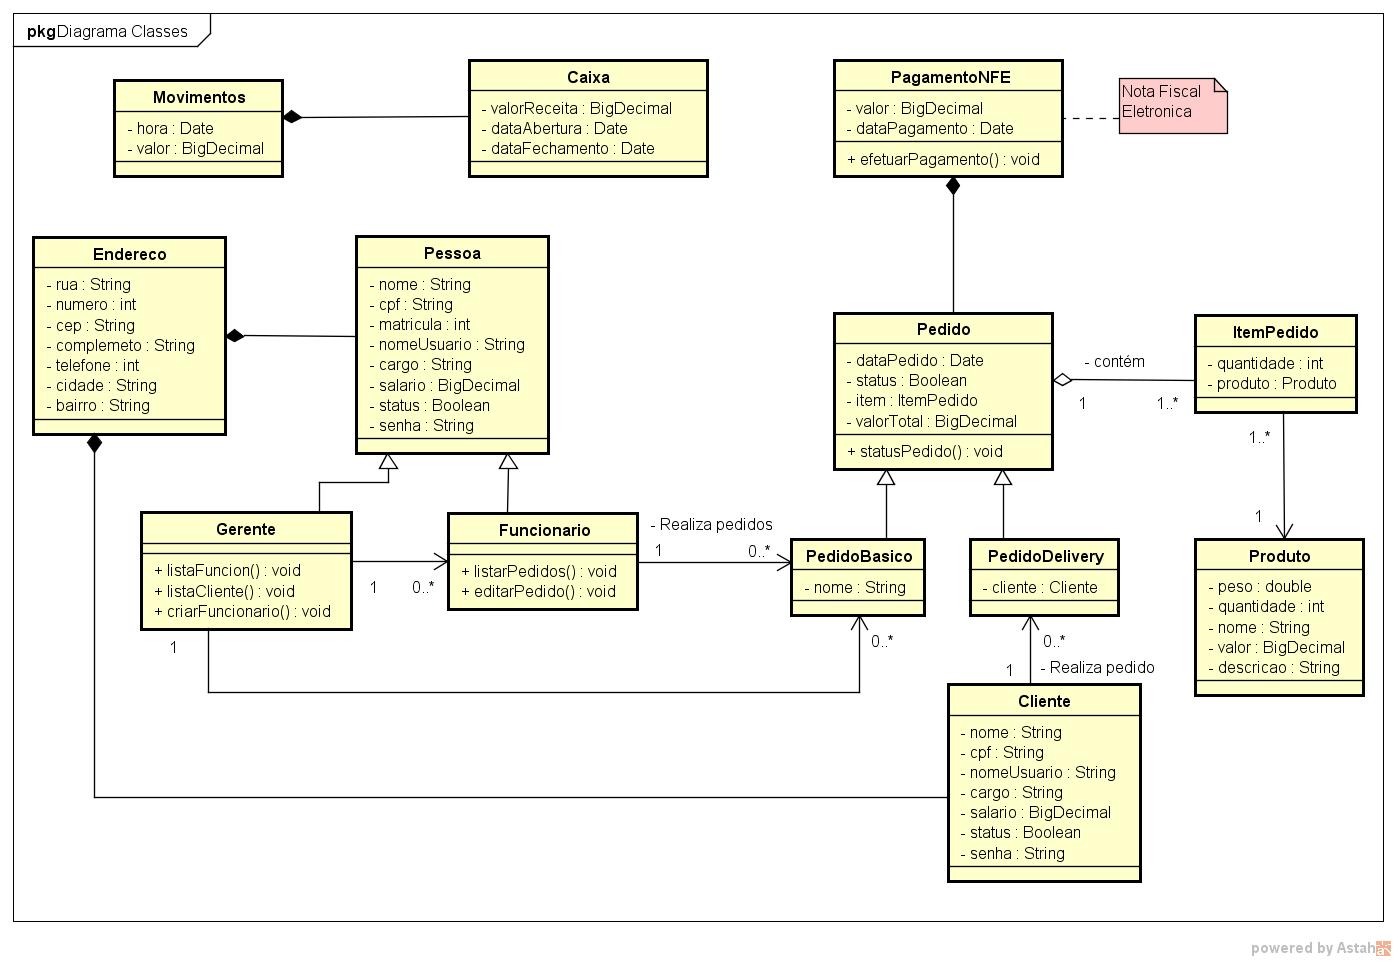 pkgDiagrama Classes
Movimentos
- hora : Date
- valor : BigDecimal
Caixa
- valorReceita : BigDecimal
- dataAbertura : Date
- dataFechamento : Date
PagamentoNFE
- valor : BigDecimal
- dataPagamento : Date
+ efetuarPagamento() : void
Nota Fiscal
Eletronica
Endereco
- rua : String
- numero : int
- cep : String
- complemeto : String
- telefone : int
- cidade : String
- bairro : String
Pessoa
- nome : String
- cpf : String
- matricula : int
- nomeUsuario : String
- cargo : String
- salario : BigDecimal
- status : Boolean
- senha : String
Pedido
- dataPedido : Date
- status : Boolean
- item : ItemPedido
- valorTotal : BigDecimal
+ statusPedido() : void
- contém
1
1..*
ItemPedido
- quantidade : int
- produto : Produto
1..*
1
Gerente
+ listaFuncion() : void
+ listaCliente() : void
+ criarFuncionario() : void
1
0..*
1
Funcionario
+ listarPedidos() : void
+ editarPedido() : void
- Realiza pedidos
1
0..*
PedidoBasico
- nome : String
0..*
PedidoDelivery
- cliente : Cliente
0..*
1
- Realiza pedido
Produto
- peso : double
- quantidade : int
- nome : String
- valor : BigDecimal
- descricao : String
Cliente
- nome : String
- cpf : String
- nomeUsuario : String
- cargo : String
- salario : BigDecimal
- status : Boolean
- senha : String
powered by Astah